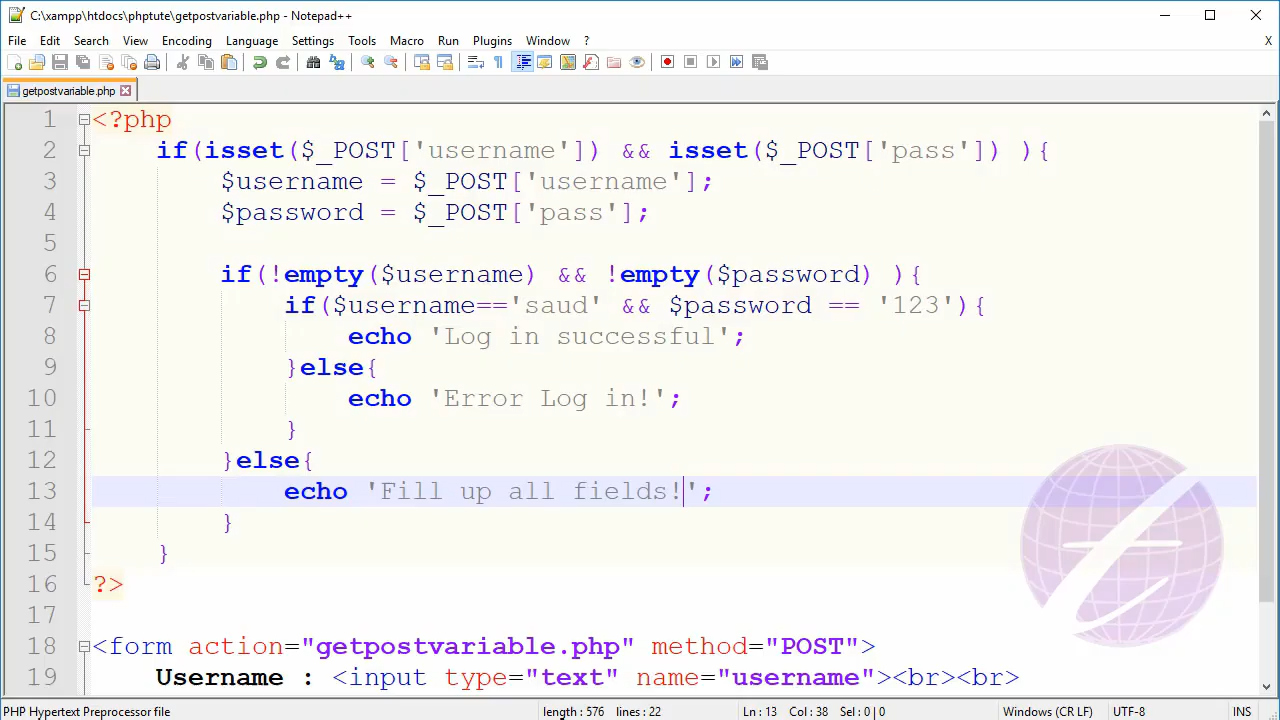 C:\xampp\htdocs\phptute\getpostvariable.php - Notepad++
File Edit Search View Encoding Language Settings Tools Macro Run Plugins Window ? X
getpostvariable.php
1 <?php
2 if(isset($_POST['username']) && isset($_POST['pass']) ){
3 $username = $_POST['username'];
4 $password = $_POST['pass'];
5
6 if(!empty($username) && !empty($password) ){
7 if($username=='saud' && $password == '123'){
8 echo 'Log in successful';
9 }else{
10 echo 'Error Log in!';
11 }
12 }else{
13 echo 'Fill up all fields!';
14 }
15 }
16 ?>
17
18 <form action="getpostvariable.php" method="POST">
19 Username : <input type="text" name="username"><br><br>
PHP Hypertext Preprocessor file length : 576 lines : 22 Ln : 13 Col : 38 Sel : 0 | 0 Windows (CR LF) UTF-8 INS